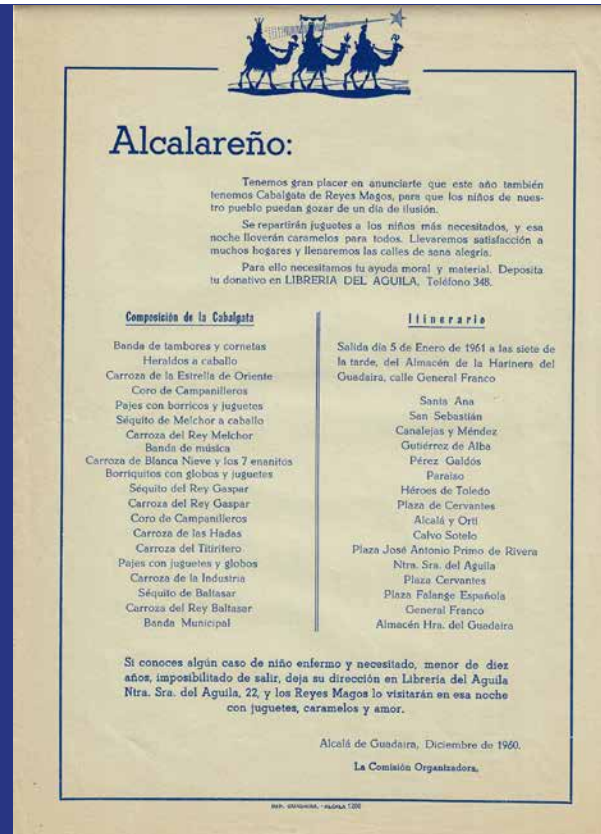 Alcalareño:
Tenemos gran placer en anunciarte que este año también
tenemos Cabalgata de Reyes Magos, para que los niños de nues-
tro pueblo puedan gozar de un día de ilusión.
Se repartirán juguetes a los niños más necesitados, y esa
noche lloverán caramelos para todos. Llevaremos satisfacción a
muchos hogares y llenaremos las calles de sana alegría.
Para ello necesitamos tu ayuda moral y material. Deposita
tu donativo en LIBRERIA DEL AGUILA, Teléfono 348.
Composición de la Cabalgata
Banda de tambores y cornetas
Heraldos a caballo
Carroza de la Estrella de Oriente
Coro de Campanilleros
Pajes con borricos y juguetes
Séquito de Melchor a caballo
Carroza del Rey Melchor
Banda de música
Carroza de Blanca Nieve y los 7 enanitos
Borriquitos con globos y juguetes
Séquito del Rey Gaspar
Carroza del Rey Gaspar
Coro de Campanilleros
Carroza de las Hadas
Carroza del Titiritero
Pajes con juguetes y globos
Carroza de la Industria
Séquito de Baltasar
Carroza del Rey Baltasar
Banda Municipal
Itinerario
Salida día 5 de Enero de 1961 a las siete de
la tarde, del Almacén de la Harinera del
Guadaira, calle General Franco
Santa Ana
San Sebastián
Canalejas y Méndez
Gutiérrez de Alba
Pérez Galdós
Paraiso
Héroes de Toledo
Plaza de Cervantes
Alcalá y Orti
Calvo Sotelo
Plaza José Antonio Primo de Rivera
Ntra. Sra. del Aguila
Plaza Cervantes
Plaza Falange Española
General Franco
Almacén Hra. del Guadaira
Si conoces algún caso de niño enfermo y necesitado, menor de diez
años, imposibilitado de salir, deja su dirección en Librería del Aguila
Ntra. Sra. del Aguila, 22, y los Reyes Magos lo visitarán en esa noche
con juguetes, caramelos y amor.
Alcalá de Guadaira, Diciembre de 1960.
La Comisión Organizadora,